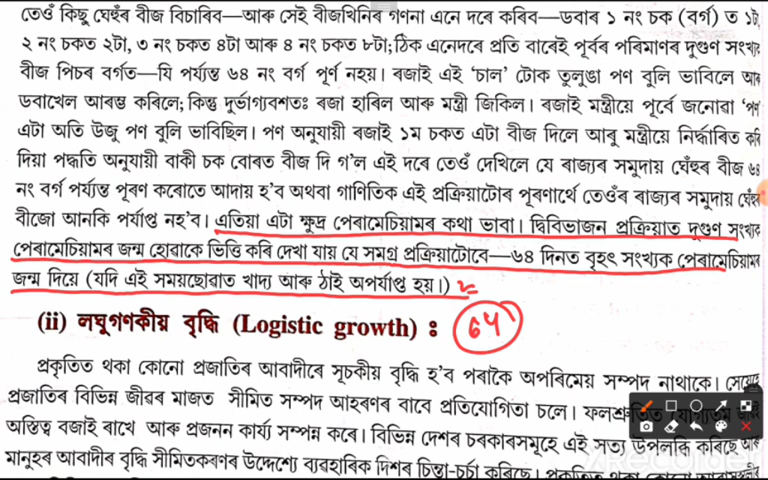 তেওঁ কিছু ঘেঁহুৰ বীজ বিচাৰিব—আৰু সেই বীজখিনিৰ গণনা এনে দৰে কৰিব—ডবাৰ ১ নং চক (বৰ্গ) ত ১টা,
২ নং চকত ২টা, ৩ নং চকত ৪টা আৰু ৪ নং চকত ৮টা; ঠিক এনেদৰে প্ৰতি বাৰেই পূৰ্বৰ পৰিমাণৰ দুগুণ সংখ্যক
বীজ পিচৰ বৰ্গত—যি পৰ্য্যন্ত ৬৪ নং বৰ্গ পূৰ্ণ নহয়। ৰজাই এই 'চাল' টোক তুলুঙা পণ বুলি ভাবিলে আৰু
ডবাখেল আৰম্ভ কৰিলে; কিন্তু দুৰ্ভাগ্যবশতঃ ৰজা হাৰিল আৰু মন্ত্ৰী জিকিল। ৰজাই মন্ত্ৰীয়ে পূৰ্বে জনোৱা 'পণ'
এটা অতি উজু পণ বুলি ভাবিছিল। পণ অনুযায়ী ৰজাই ১ম চকত এটা বীজ দিলে আৰু মন্ত্ৰীয়ে নিৰ্দ্ধাৰিত কৰি
দিয়া পদ্ধতি অনুযায়ী বাকী চক বোৰত বীজ দি গ'ল এই দৰে তেওঁ দেখিলে যে ৰাজ্যৰ সমুদায় ঘেঁহুৰ বীজ ৬৪
নং বৰ্গ পৰ্য্যন্ত পূৰণ কৰোতে আদায় হ'ব অথবা গাণিতিক এই প্ৰক্ৰিয়াটোৰ পূৰণাৰ্থে তেওঁৰ ৰাজ্যৰ সমুদায় ঘেঁহুৰ
বীজো আনকি পৰ্য্যাপ্ত নহ'ব। এতিয়া এটা ক্ষুদ্ৰ পেৰামেচিয়ামৰ কথা ভাবা। দ্বিবিভাজন প্ৰক্ৰিয়াত দুগুণ সংখ্যক
পেৰামেচিয়ামৰ জন্ম হোৱাকে ভিত্তি কৰি দেখা যায় যে সমগ্ৰ প্ৰক্ৰিয়াটোবে—৬৪ দিনত বৃহৎ সংখ্যক পেৰামেচিয়ামৰ
জন্ম দিয়ে (যদি এই সময়ছোৱাত খাদ্য আৰু ঠাই অপৰ্য্যাপ্ত হয়।)
(ii) লঘুগণকীয় বৃদ্ধি (Logistic growth) : 64
প্ৰকৃতিত থকা কোনো প্ৰজাতিৰ আবাদীৰে সূচকীয় বৃদ্ধি হ'ব পৰাকৈ অপৰিমেয় সম্পদ নাথাকে। সেয়েহে
প্ৰজাতিৰ বিভিন্ন জীৱৰ মাজত সীমিত সম্পদ আহৰণৰ বাবে প্ৰতিযোগিতা চলে। ফলশ্ৰুতিত যোগ্যতম
অস্তিত্ব বজাই ৰাখে আৰু প্ৰজনন কাৰ্য্য সম্পন্ন কৰে। বিভিন্ন দেশৰ চৰকাৰসমূহে এই সত্য উপলব্ধি কৰিছে আৰু
মানুহৰ আবাদীৰ বৃদ্ধি সীমিতকৰণৰ উদ্দেশ্যে ব্যৱহাৰিক দিশৰ চিন্তা-চৰ্চা কৰিছে।